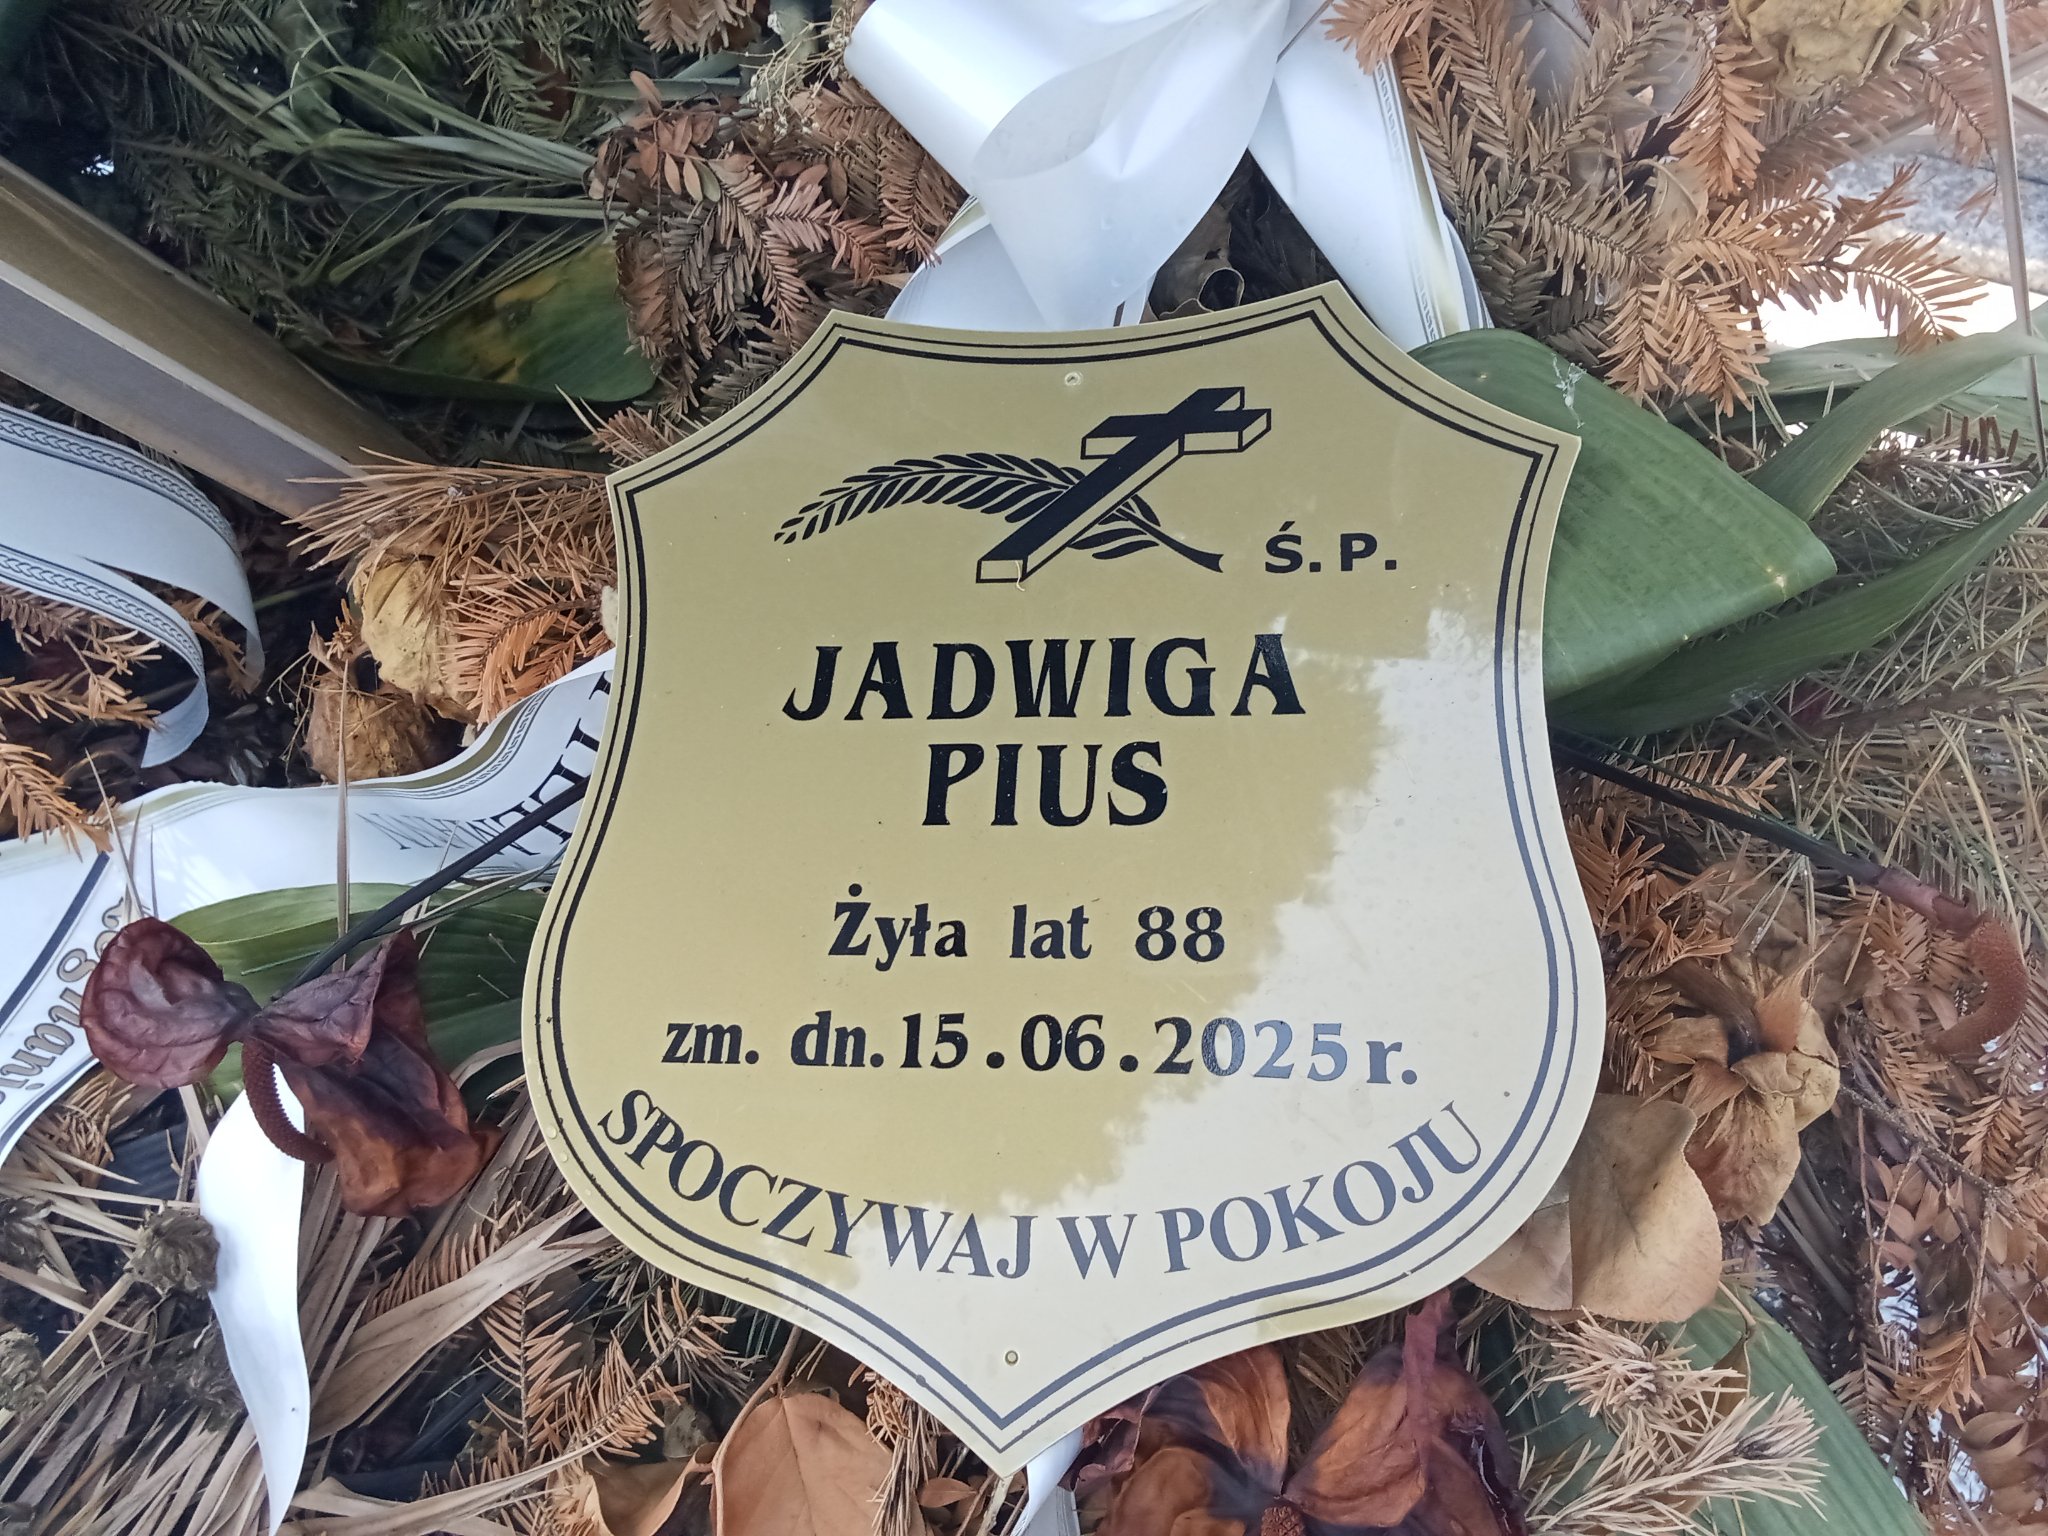 Ś.P.
JADWIGA
PIUS
Żyła lat 88
zm. dn. 15.06.2025 r.
SPOCZYWAJ W POKOJU